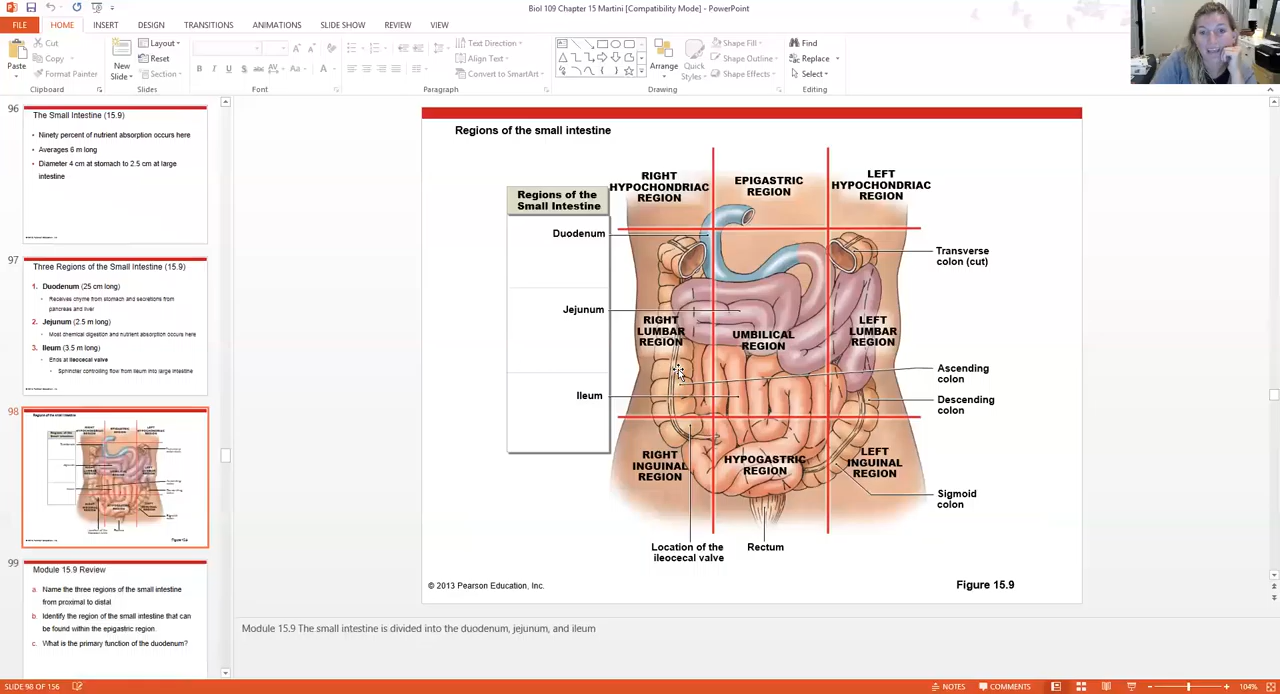 Biol 109 Chapter 15 Martini [Compatibility Mode] - PowerPoint
FILE
HOME
INSERT
DESIGN
TRANSITIONS
ANIMATIONS
SLIDE SHOW
REVIEW
VIEW
Paste
Cut
Copy
Format Painter
Clipboard
New
Slide
Layout
Reset
Section
Slides
Font
Text Direction
Align Text
Convert to SmartArt
Paragraph
Arrange
Quick
Styles
Shape Fill
Shape Outline
Shape Effects
Drawing
Find
Replace
Select
Editing
96
The Small Intestine (15.9)
• Ninety percent of nutrient absorption occurs here
• Averages 6 m long
• Diameter 4 cm at stomach to 2.5 cm at large
intestine
97
Three Regions of the Small Intestine (15.9)
1. Duodenum (25 cm long)
• Receives chyme from stomach and secretions from
pancreas and liver
2. Jejunum (2.5 m long)
• Most chemical digestion and nutrient absorption occurs here
3. Ileum (3.5 m long)
• Ends at ileocecal valve
• Sphincter controlling flow from ileum into large intestine
98
99
Module 15.9 Review
a. Name the three regions of the small intestine
from proximal to distal
b. Identify the region of the small intestine that can
be found within the epigastric region.
c. What is the primary function of the duodenum?
Regions of the small intestine
Regions of the
Small Intestine
Duodenum
Jejunum
Ileum
RIGHT
HYPOCHONDRIAC
REGION
EPIGASTRIC
REGION
LEFT
HYPOCHONDRIAC
REGION
Transverse
colon (cut)
RIGHT
LUMBAR
REGION
UMBILICAL
REGION
LEFT
LUMBAR
REGION
Ascending
colon
Descending
colon
RIGHT
INGUINAL
REGION
HYPOGASTRIC
REGION
LEFT
INGUINAL
REGION
Sigmoid
colon
Location of the
ileocecal valve
Rectum
© 2013 Pearson Education, Inc.
Figure 15.9
Module 15.9 The small intestine is divided into the duodenum, jejunum, and ileum
SLIDE 98 OF 156
NOTES
COMMENTS
104%